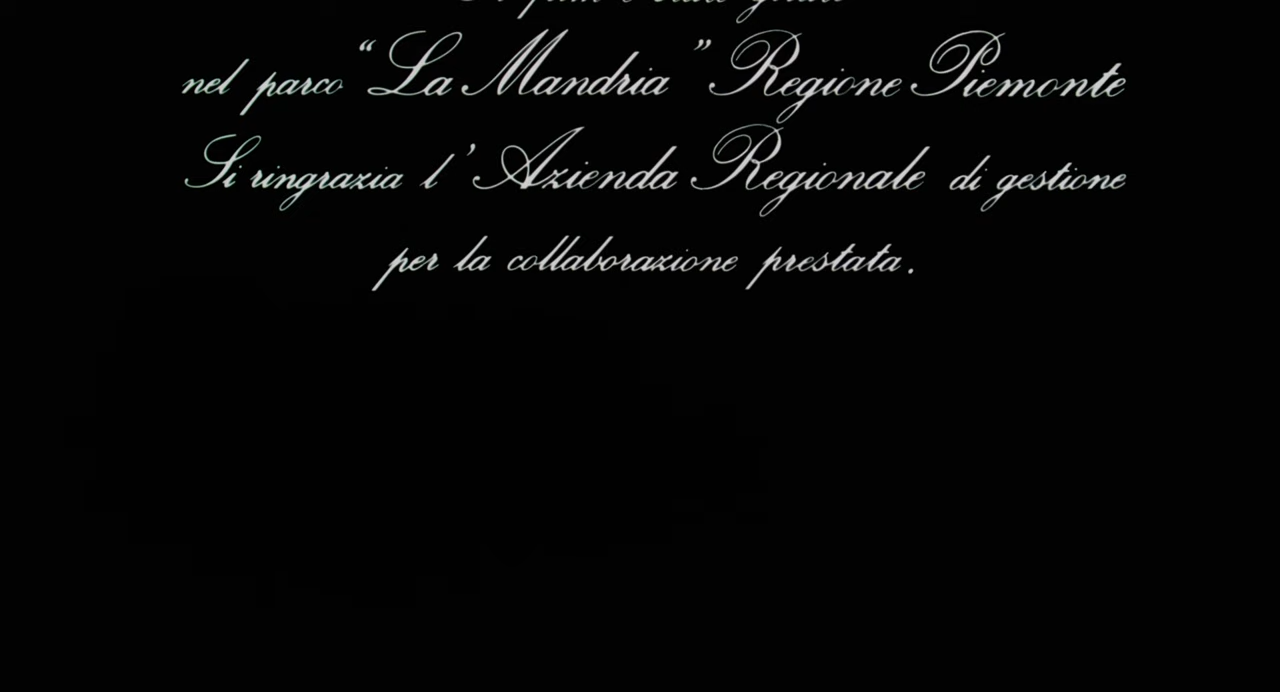 nel parco “La Mandria” Regione Piemonte
Si ringrazia l'Azienda Regionale di gestione
per la collaborazione prestata.